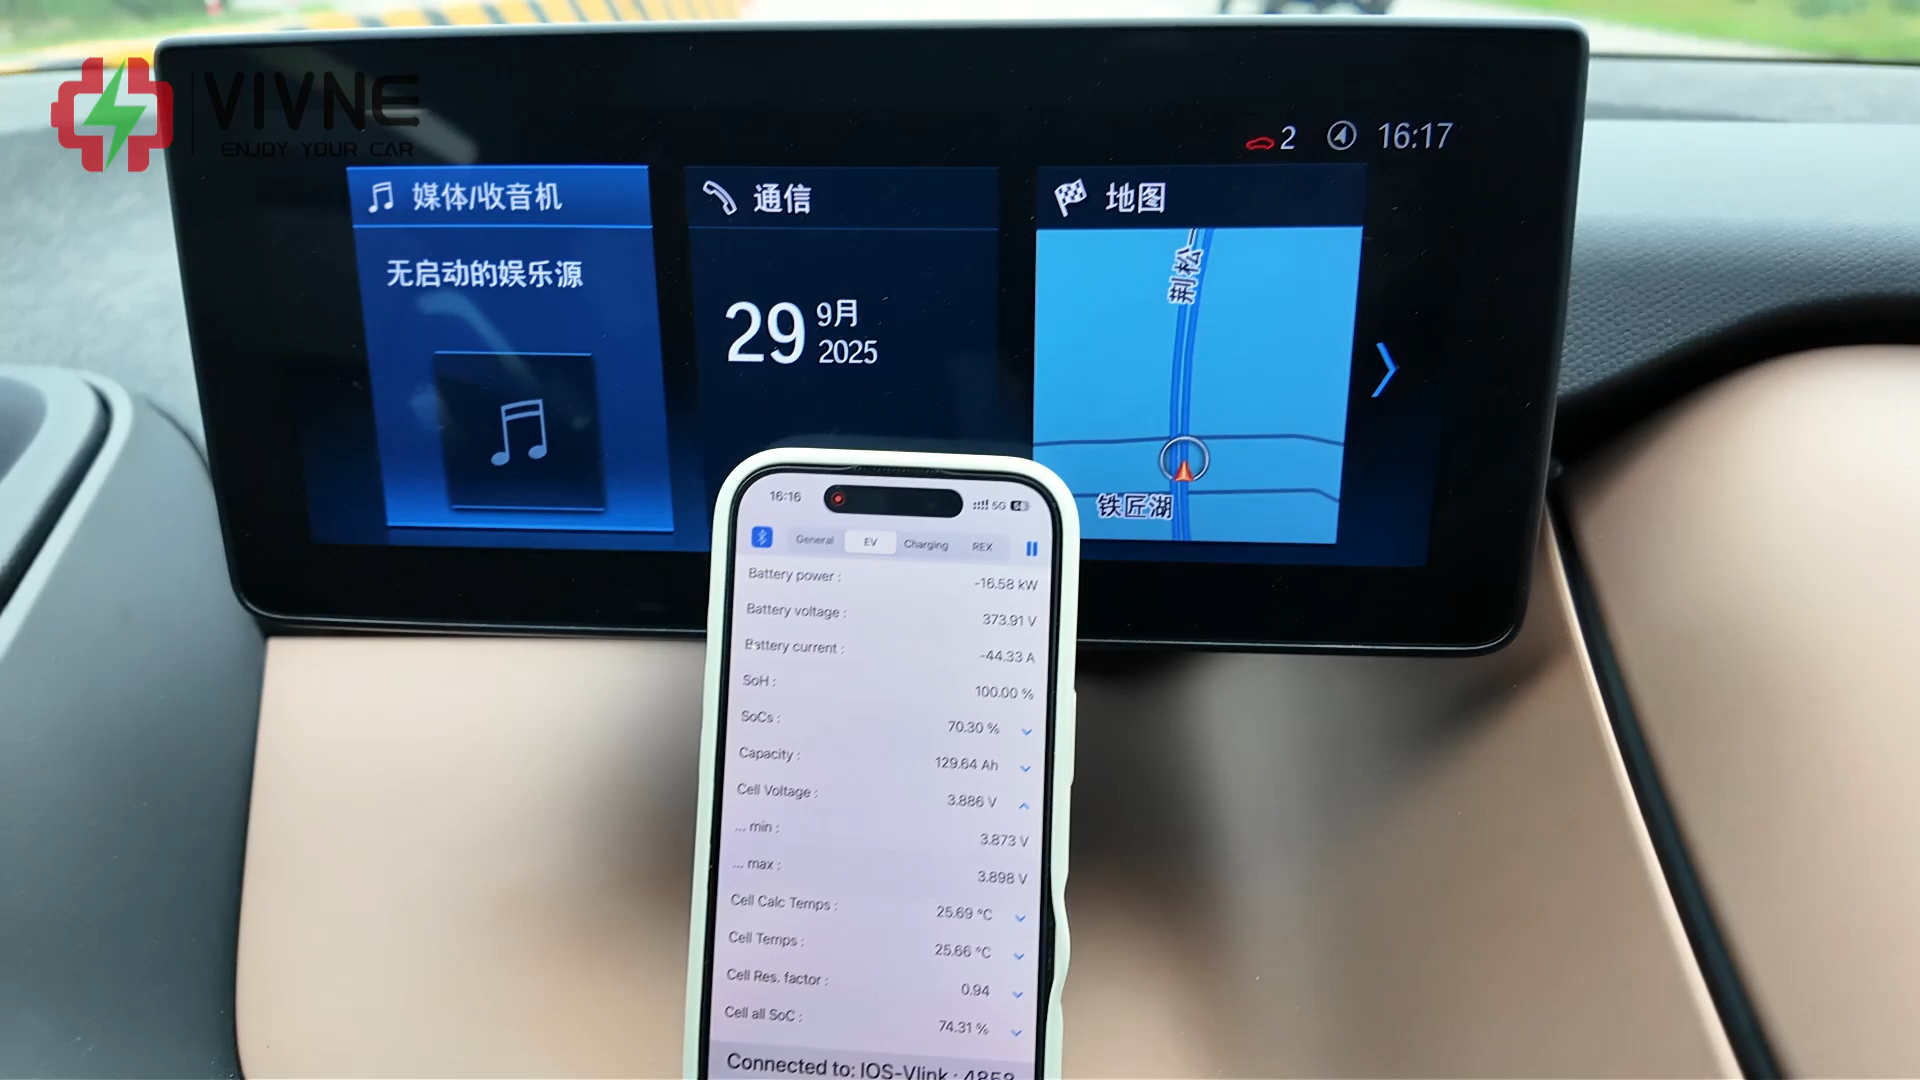 VIVNE
ENJOY YOUR CAR
2
16:17
媒体/收音机
无启动的娱乐源
通信
29 9月
2025
地图
荆松一
铁匠湖
16:16
5G
General
EV
Charging
REX
Battery power : -16.58 kW
Battery voltage : 373.91 V
Battery current : -44.33 A
SoH : 100.00 %
SoCs : 70.30 %
Capacity : 129.64 Ah
Cell Voltage : 3.886 V
... min : 3.873 V
... max : 3.898 V
Cell Calc Temps : 25.69 °C
Cell Temps : 25.66 °C
Cell Res. factor : 0.94
Cell all SoC : 74.31 %
Connected to: IOS-Vlink : 4852